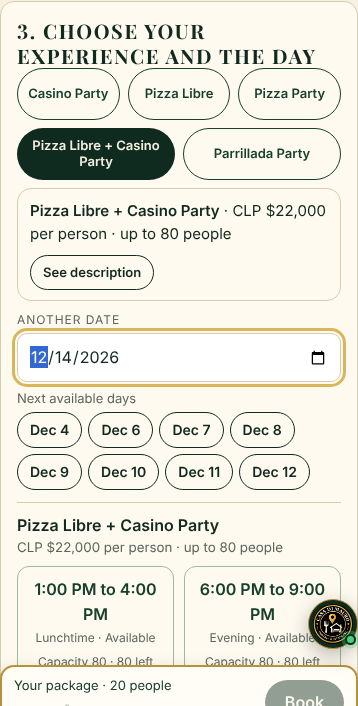 3. CHOOSE YOUR
EXPERIENCE AND THE DAY
Casino Party
Pizza Libre
Pizza Party
Pizza Libre + Casino
Party
Parrillada Party
Pizza Libre + Casino Party · CLP $22,000
per person · up to 80 people
See description
ANOTHER DATE
12/14/2026
Next available days
Dec 4
Dec 6
Dec 7
Dec 8
Dec 9
Dec 10
Dec 11
Dec 12
Pizza Libre + Casino Party
CLP $22,000 per person · up to 80 people
1:00 PM to 4:00
PM
Lunchtime · Available
Capacity 80 · 80 left
6:00 PM to 9:00
PM
Evening · Available
Capacity 80 · 80 left
Your package · 20 people
Book